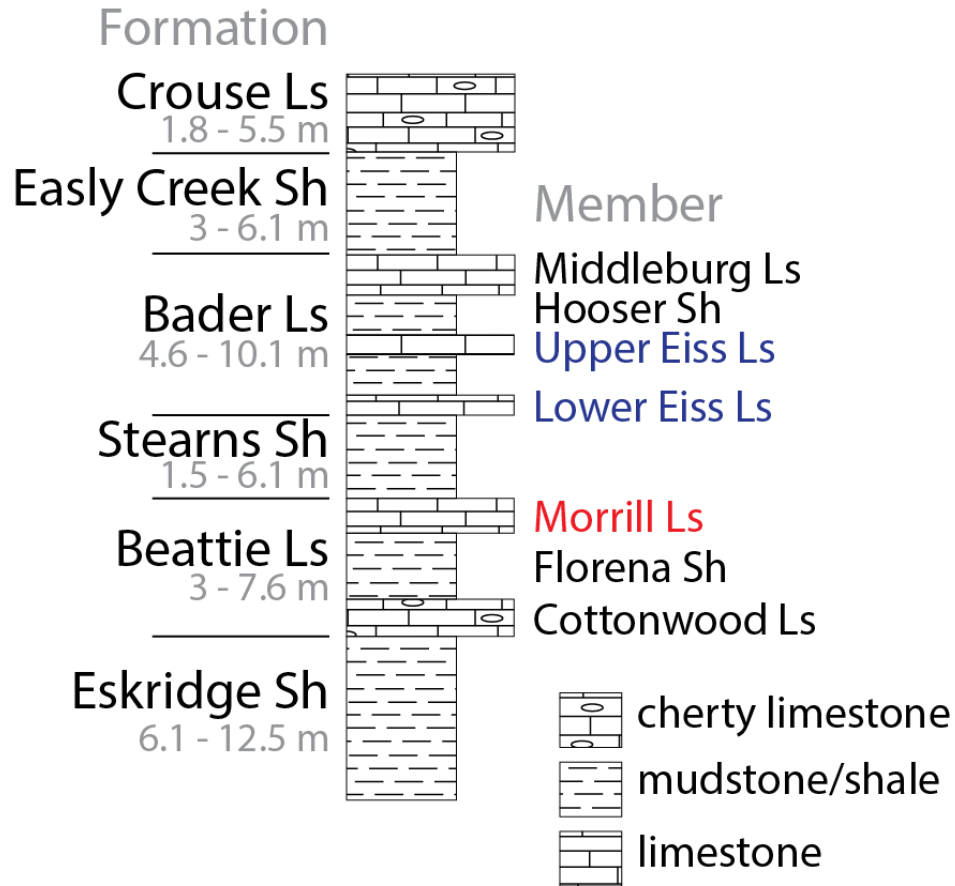 Formation
Crouse Ls
1.8 - 5.5 m
Easly Creek Sh
3 - 6.1 m
Bader Ls
4.6 - 10.1 m
Stearns Sh
1.5 - 6.1 m
Beattie Ls
3 - 7.6 m
Eskridge Sh
6.1 - 12.5 m
Member
Middleburg Ls
Hooser Sh
Upper Eiss Ls
Lower Eiss Ls
Morrill Ls
Florena Sh
Cottonwood Ls
cherty limestone
mudstone/shale
limestone